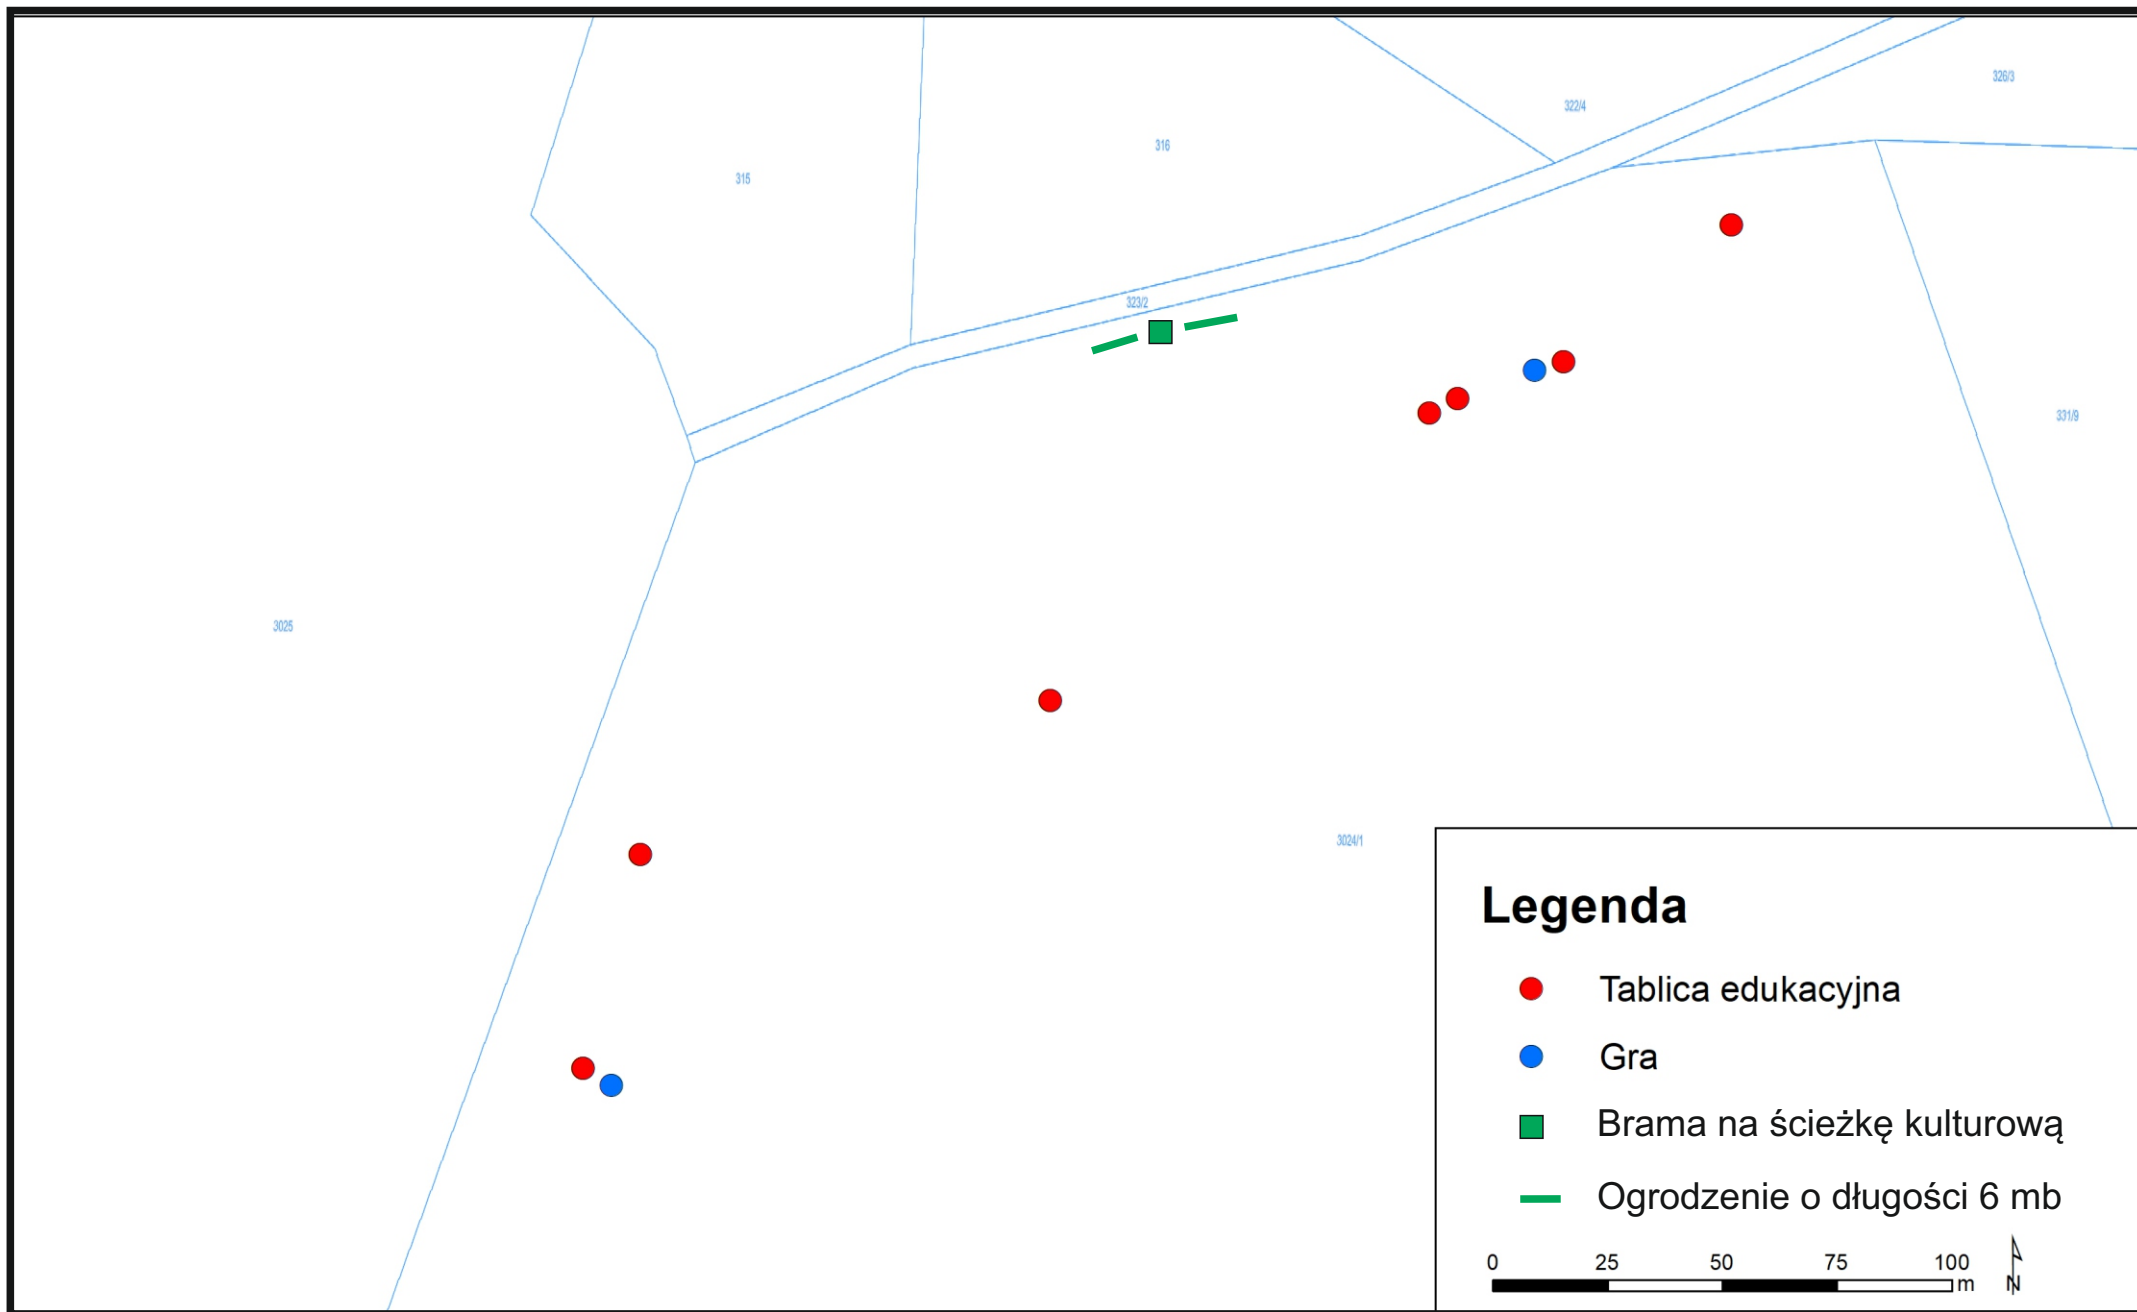 326/3
322/4
316
315
323/2
331/9
3025
3024/1
Legenda
Tablica edukacyjna
Gra
Brama na ścieżkę kulturową
Ogrodzenie o długości 6 mb
0 25 50 75 100
m
N